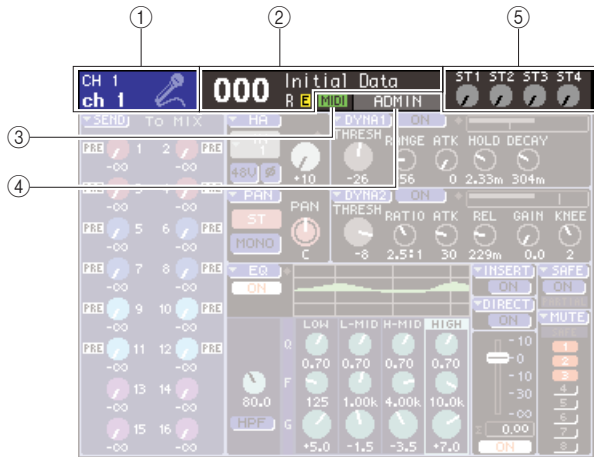 ① ② ⑤
CH 1
ch 1
000 Initial Data
R E MIDI ADMIN
ST1 ST2 ST3 ST4
③
④
SEND TO MIX
PRE 1 2 PRE
-∞ -∞
3 4
-∞ -∞
PRE 5 6 PRE
-∞ -∞
PRE 7 8 PRE
-∞ -∞
PRE 9 10 PRE
-∞ -∞
PRE 11 12 PRE
-∞ -∞
13 14
-∞ -∞
15 16
-∞ -∞
HA
+10
48V Ø
DYNA1 ON
THRESH RANGE ATK HOLD DECAY
-26 -56 0 2.33m 304m
PAN
ST PAN
MONO C
DYNA2 ON
THRESH RATIO ATK REL GAIN KNEE
-8 2.5:1 30 229m 0.0 2
EQ
ON
LOW L-MID H-MID HIGH
Q 0.70 0.70 0.70 0.70
F 125 1.00k 4.00k 10.0k
G +5.0 -1.5 -3.5 +7.0
80.0
HPF
INSERT
ON
DIRECT
ON
10
0
-10
-30
-∞
0.00
ON
SAFE
ON
PARTIAL
MUTE
SAFE
1
2
3
4
5
6
7
8